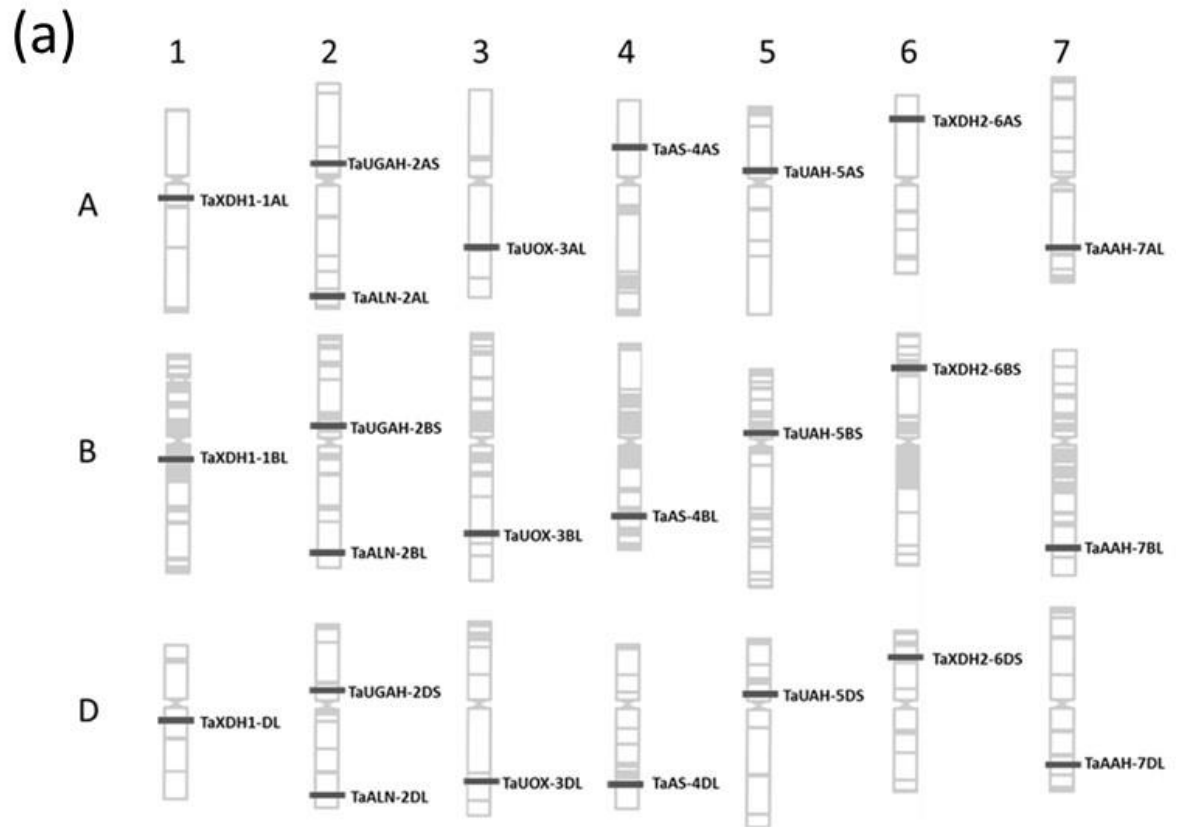 (a)
1 2 3 4 5 6 7
A
TaXDH1-1AL
TaUGAH-2AS
TaALN-2AL
TaUOX-3AL
TaAS-4AS
TaUAH-5AS
TaXDH2-6AS
TaAAH-7AL
B
TaXDH1-1BL
TaUGAH-2BS
TaALN-2BL
TaUOX-3BL
TaAS-4BL
TaUAH-5BS
TaXDH2-6BS
TaAAH-7BL
D
TaXDH1-DL
TaUGAH-2DS
TaALN-2DL
TaUOX-3DL
TaAS-4DL
TaUAH-5DS
TaXDH2-6DS
TaAAH-7DL